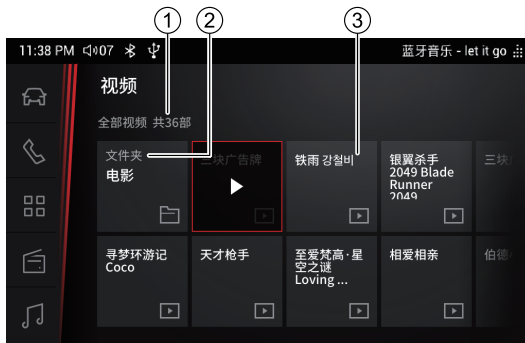 1 2 3
11:38 PM 07 蓝牙音乐 - let it go
视频
全部视频 共36部
文件夹
电影
三块广告牌
铁雨 강철비
银翼杀手
2049 Blade
Runner
2049
三块
寻梦环游记
Coco
天才枪手
至爱梵高·星
空之谜
Loving ...
相爱相亲
伯德